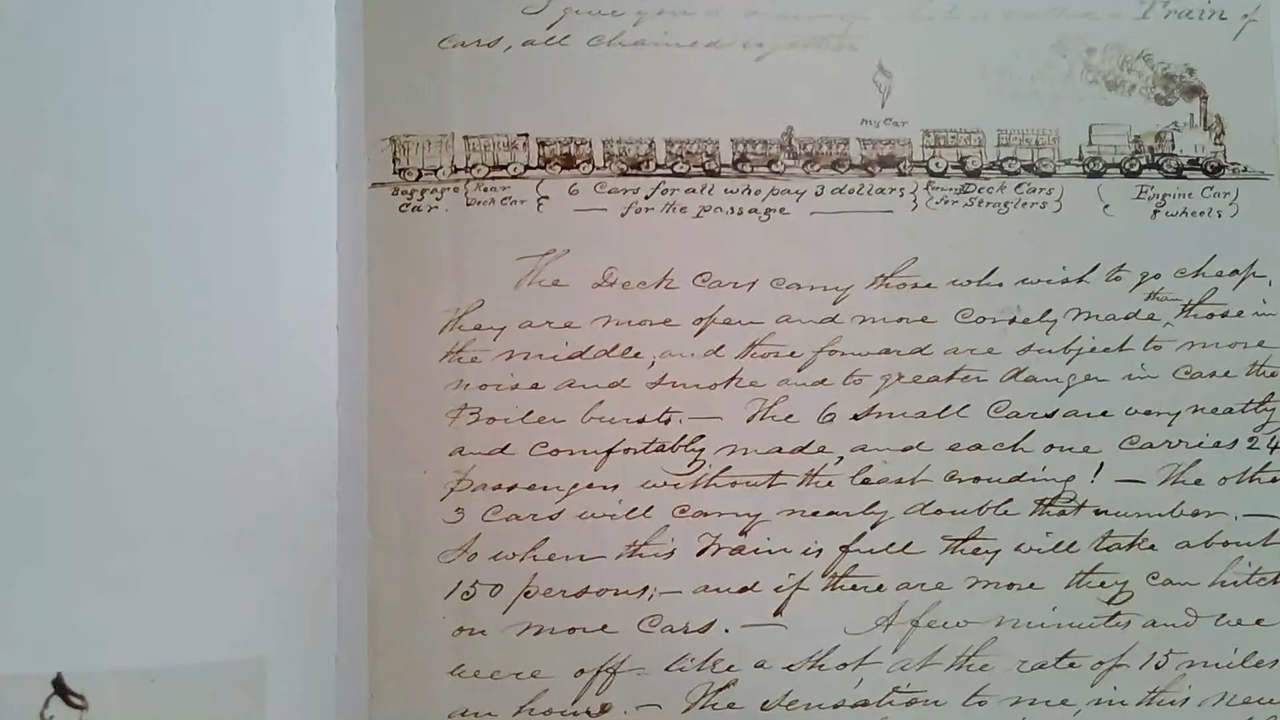 I give you a Train of
cars, all chained together
my Car
Baggage Car.
Rear Deck Car
6 Cars for all who pay 3 dollars
— for the passage —
Deck Cars
for Straglers
Engine Car
8 wheels
The Deck Cars carry those who wish to go cheap,
they are more open and more corsely made than those in
the middle, and those forward are subject to more
noise and smoke and to greater danger in case the
Boiler bursts. — The 6 small Cars are very neatly
and comfortably made, and each one carries 24
passengers without the least crouding! — The othe
3 Cars will carry nearly double that number. —
So when this Train is full they will take about
150 persons; — and if there are more they can hitch
on more Cars. — A few minutes and we
were off like a shot at the rate of 15 miles
an hour. — The sensation to me, in this new